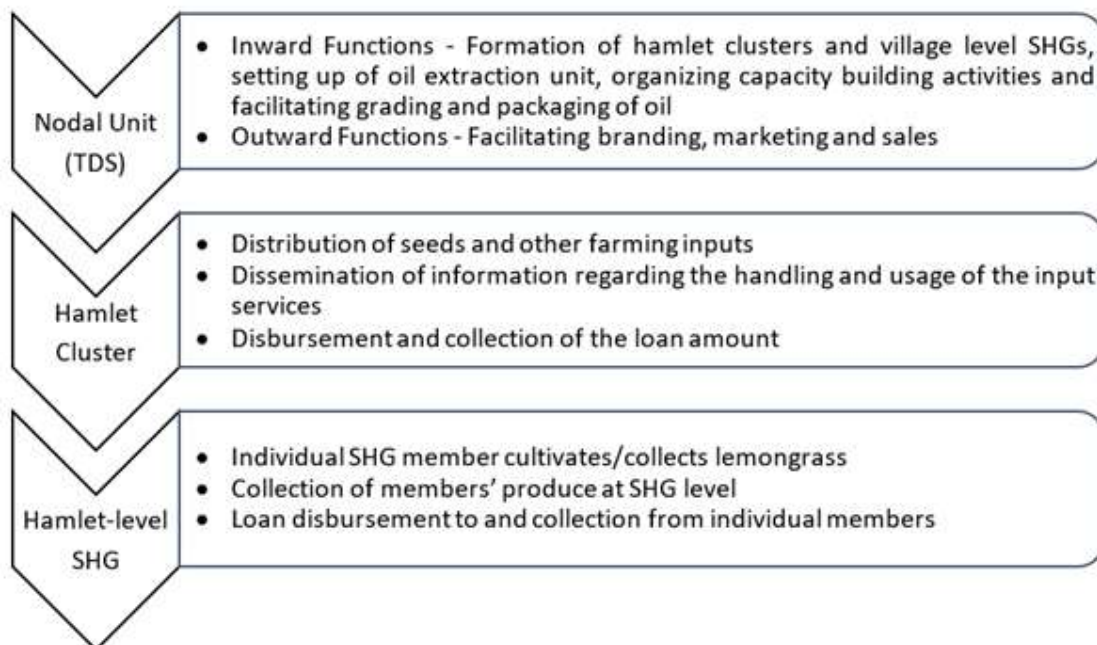 Nodal Unit
(TDS)
• Inward Functions - Formation of hamlet clusters and village level SHGs,
setting up of oil extraction unit, organizing capacity building activities and
facilitating grading and packaging of oil
• Outward Functions - Facilitating branding, marketing and sales
Hamlet
Cluster
• Distribution of seeds and other farming inputs
• Dissemination of information regarding the handling and usage of the input
services
• Disbursement and collection of the loan amount
Hamlet-level
SHG
• Individual SHG member cultivates/collects lemongrass
• Collection of members’ produce at SHG level
• Loan disbursement to and collection from individual members